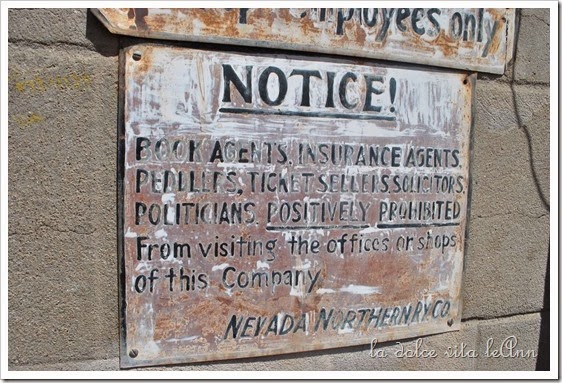 employees only
NOTICE!
BOOK AGENTS, INSURANCE AGENTS,
PEDDLERS, TICKET SELLERS SOLICITORS,
POLITICIANS, POSITIVELY PROHIBITED
From visiting the offices or shops
of this Company.
NEVADA NORTHERN RY CO.
la dolce vita leAnn